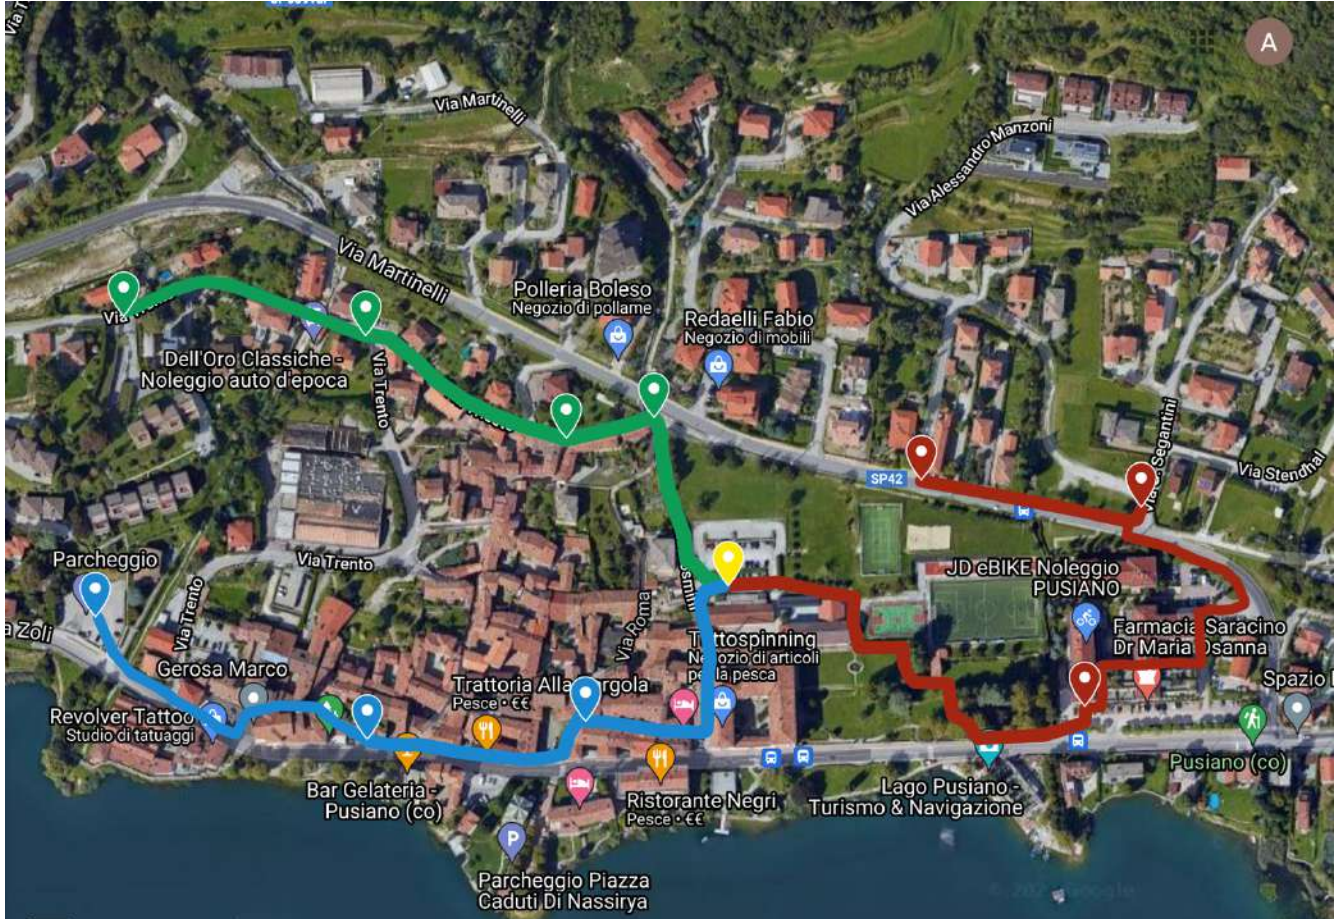 A
Via Martinelli
Via Alessandro Manzoni
Via Martinelli
Polleria Boleso
Negozio di pollame
Redaelli Fabio
Negozio di mobili
Dell'Oro Classiche -
Noleggio auto d'epoca
Via Trento
Via G. Segantini
Via Stendhal
SP42
Parcheggio
Via Trento
JD eBIKE Noleggio
PUSIANO
Via Trento
Via Roma
a Zoli
Gerosa Marco
Tuttospinning
Negozio di articoli
per la pesca
Farmacia Saracino
Dr Maria Osanna
Trattoria Alla Pergola
Pesce • €€
Revolver Tattoo
Studio di tatuaggi
Spazio
Pusiano (co)
Bar Gelateria -
Pusiano (co)
Ristorante Negri
Pesce • €€
Lago Pusiano -
Turismo & Navigazione
P
Parcheggio Piazza
Caduti Di Nassirya